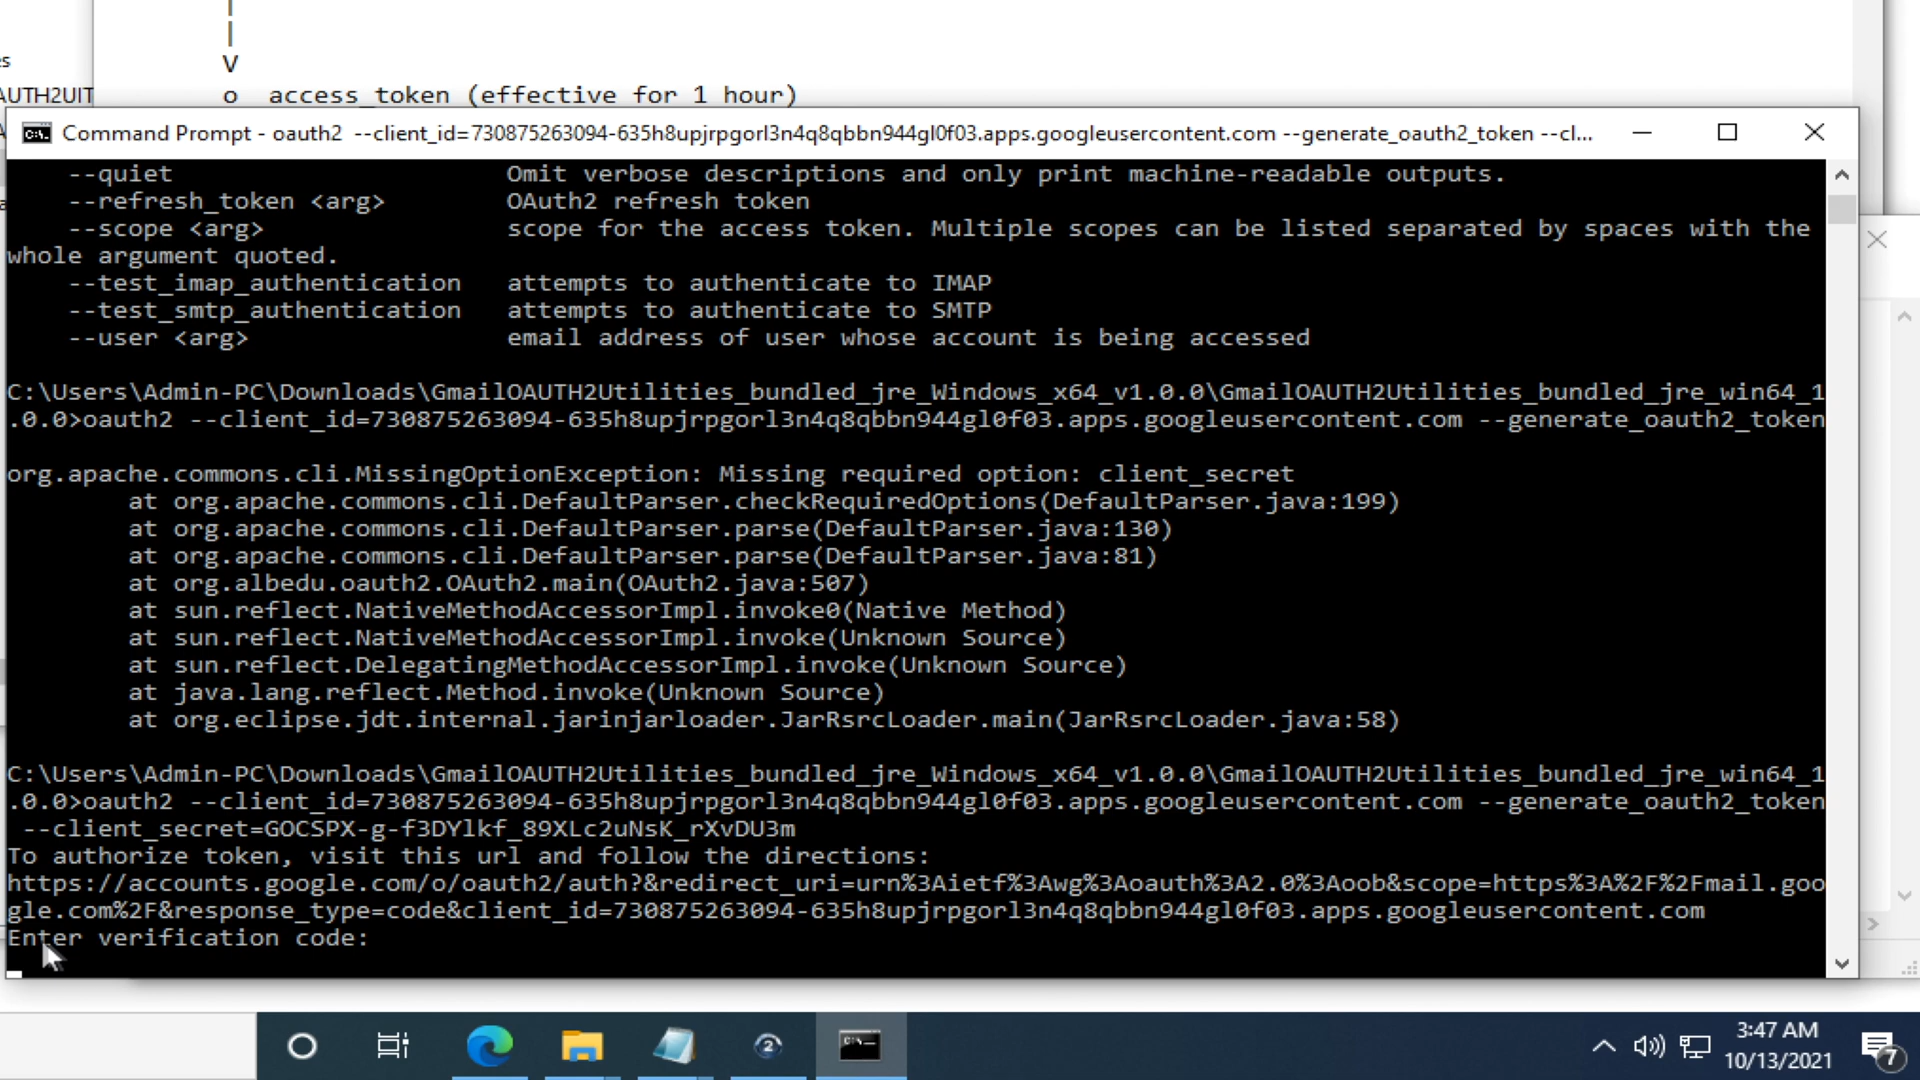 |
|
V
es
AUTH2UIT
o access_token (effective for 1 hour)
Command Prompt - oauth2 --client_id=730875263094-635h8upjrpgorl3n4q8qbbn944gl0f03.apps.googleusercontent.com --generate_oauth2_token --cl...
--quiet Omit verbose descriptions and only print machine-readable outputs.
--refresh_token <arg> OAuth2 refresh token
--scope <arg> scope for the access token. Multiple scopes can be listed separated by spaces with the
whole argument quoted.
--test_imap_authentication attempts to authenticate to IMAP
--test_smtp_authentication attempts to authenticate to SMTP
--user <arg> email address of user whose account is being accessed
C:\Users\Admin-PC\Downloads\GmailOAUTH2Utilities_bundled_jre_Windows_x64_v1.0.0\GmailOAUTH2Utilities_bundled_jre_win64_1
.0.0>oauth2 --client_id=730875263094-635h8upjrpgorl3n4q8qbbn944gl0f03.apps.googleusercontent.com --generate_oauth2_token
org.apache.commons.cli.MissingOptionException: Missing required option: client_secret
at org.apache.commons.cli.DefaultParser.checkRequiredOptions(DefaultParser.java:199)
at org.apache.commons.cli.DefaultParser.parse(DefaultParser.java:130)
at org.apache.commons.cli.DefaultParser.parse(DefaultParser.java:81)
at org.albedu.oauth2.OAuth2.main(OAuth2.java:507)
at sun.reflect.NativeMethodAccessorImpl.invoke0(Native Method)
at sun.reflect.NativeMethodAccessorImpl.invoke(Unknown Source)
at sun.reflect.DelegatingMethodAccessorImpl.invoke(Unknown Source)
at java.lang.reflect.Method.invoke(Unknown Source)
at org.eclipse.jdt.internal.jarinjarloader.JarRsrcLoader.main(JarRsrcLoader.java:58)
C:\Users\Admin-PC\Downloads\GmailOAUTH2Utilities_bundled_jre_Windows_x64_v1.0.0\GmailOAUTH2Utilities_bundled_jre_win64_1
.0.0>oauth2 --client_id=730875263094-635h8upjrpgorl3n4q8qbbn944gl0f03.apps.googleusercontent.com --generate_oauth2_token
--client_secret=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
To authorize token, visit this url and follow the directions:
https://accounts.google.com/o/oauth2/auth?&redirect_uri=urn%3Aietf%3Awg%3Aoauth%3A2.0%3Aoob&scope=https%3A%2F%2Fmail.goo
gle.com%2F&response_type=code&client_id=730875263094-635h8upjrpgorl3n4q8qbbn944gl0f03.apps.googleusercontent.com
Enter verification code:
3:47 AM
10/13/2021
7